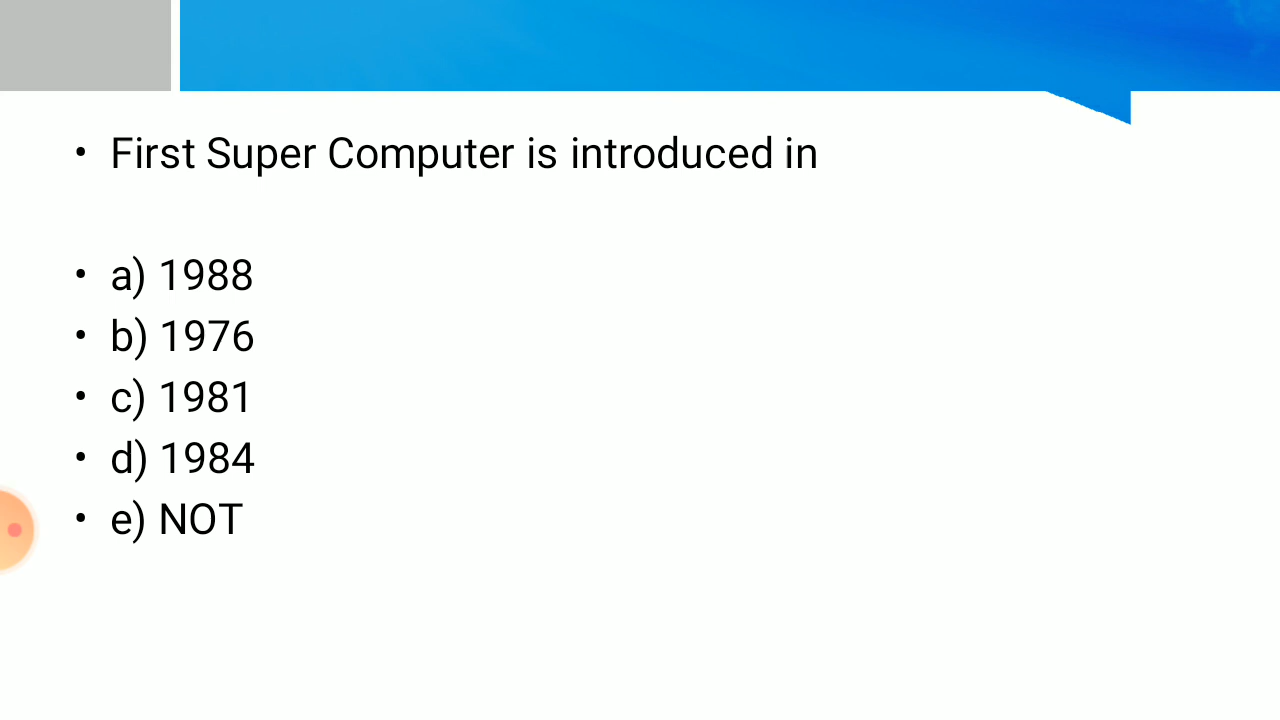 • First Super Computer is introduced in
• a) 1988
• b) 1976
• c) 1981
• d) 1984
• e) NOT